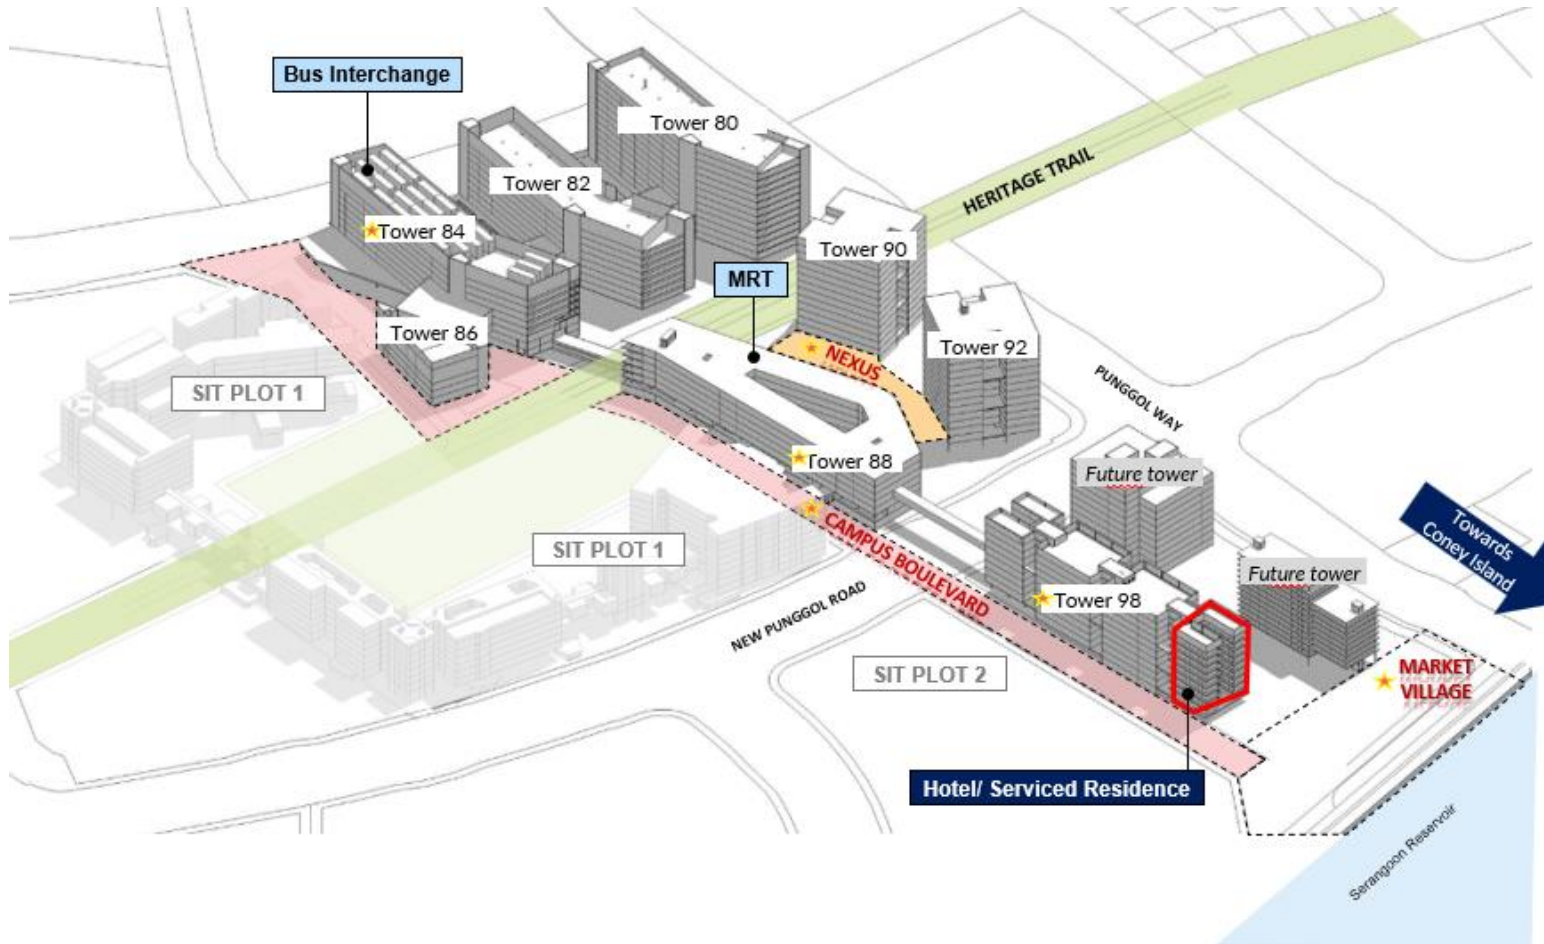 Bus Interchange
Tower 80
Tower 82
HERITAGE TRAIL
Tower 84
Tower 90
MRT
Tower 86
Tower 92
NEXUS
SIT PLOT 1
PUNGGOL WAY
Tower 88
Future tower
Towards
Coney Island
CAMPUS BOULEVARD
SIT PLOT 1
Future tower
NEW PUNGGOL ROAD
Tower 98
SIT PLOT 2
MARKET
VILLAGE
Hotel/ Serviced Residence
Serangoon Reservoir